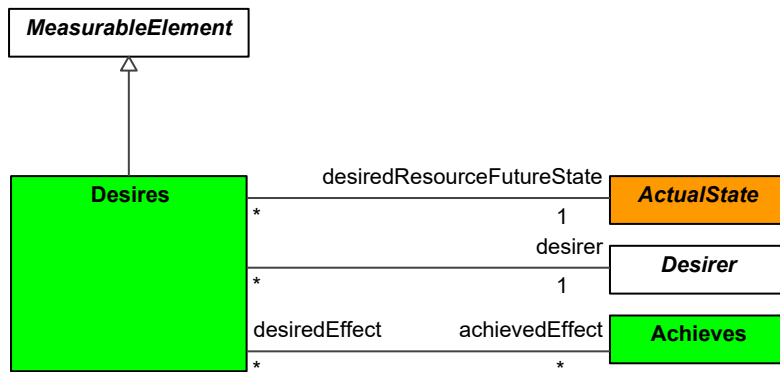 MeasurableElement
Desires
desiredResourceFutureState
* 1
ActualState
desirer
* 1
Desirer
desiredEffect achievedEffect
* *
Achieves